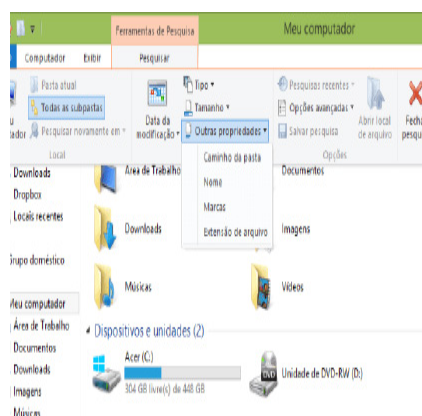 Ferramentas de Pesquisa
Meu computador
Computador
Exibir
Pesquisar
Pasta atual
Todas as subpastas
Pesquisar novamente em
Local
Data da modificação
Tipo
Tamanho
Outras propriedades
Caminho da pasta
Nome
Marcas
Extensão de arquivo
Pesquisas recentes
Opções avançadas
Salvar pesquisa
Abrir local de arquivo
Opções
Downloads
Dropbox
Locais recentes
Meu computador
Área de Trabalho
Documentos
Downloads
Imagens
Músicas
Área de Trabalho
Documentos
Downloads
Imagens
Músicas
Vídeos
Dispositivos e unidades (2)
Acer (C:)
304 GB livre(s) de 448 GB
DVD
Unidade de DVD-RW (D:)